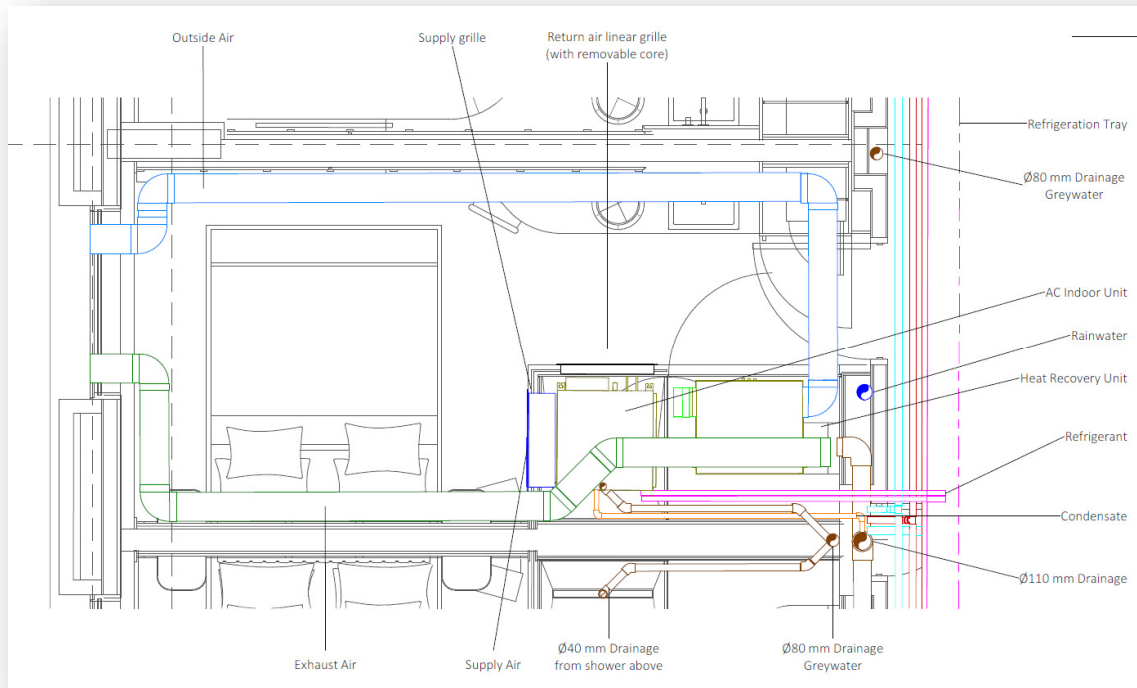 Outside Air
Supply grille
Return air linear grille
(with removable core)
Refrigeration Tray
Ø80 mm Drainage
Greywater
AC Indoor Unit
Rainwater
Heat Recovery Unit
Refrigerant
Condensate
Ø110 mm Drainage
Exhaust Air
Supply Air
Ø40 mm Drainage
from shower above
Ø80 mm Drainage
Greywater